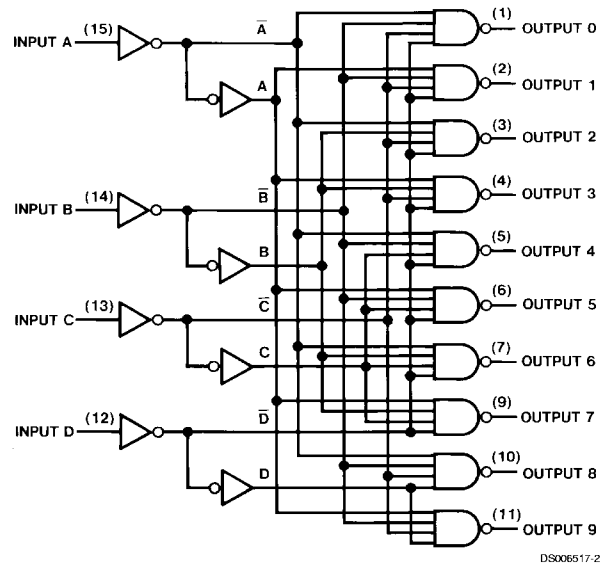 (1)
OUTPUT 0
INPUT A
(15)
A̅
A
(2)
OUTPUT 1
(3)
OUTPUT 2
INPUT B
(14)
B̅
B
(4)
OUTPUT 3
(5)
OUTPUT 4
INPUT C
(13)
C̅
C
(6)
OUTPUT 5
(7)
OUTPUT 6
INPUT D
(12)
D̅
D
(9)
OUTPUT 7
(10)
OUTPUT 8
(11)
OUTPUT 9
DS006517-2